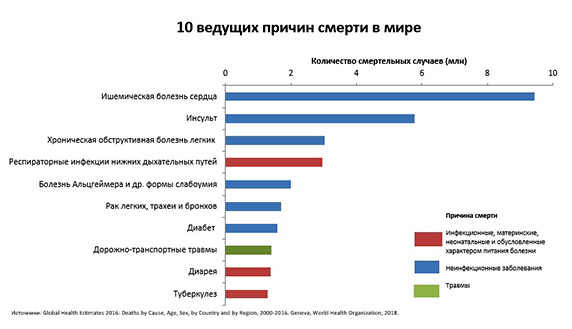 10 ведущих причин смерти в мире
Количество смертельных случаев (млн)
0 2 4 6 8 10
Ишемическая болезнь сердца
Инсульт
Хроническая обструктивная болезнь легких
Респираторные инфекции нижних дыхательных путей
Болезнь Альцгеймера и др. формы слабоумия
Рак легких, трахеи и бронхов
Диабет
Дорожно-транспортные травмы
Диарея
Туберкулез
Причина смерти
Инфекционные, материнские,
неонатальные и обусловленные
характером питания болезни
Неинфекционные заболевания
Травмы
Источники: Global Health Estimates 2016: Deaths by Cause, Age, Sex, by Country and by Region, 2000-2016. Geneva, World Health Organization; 2018.